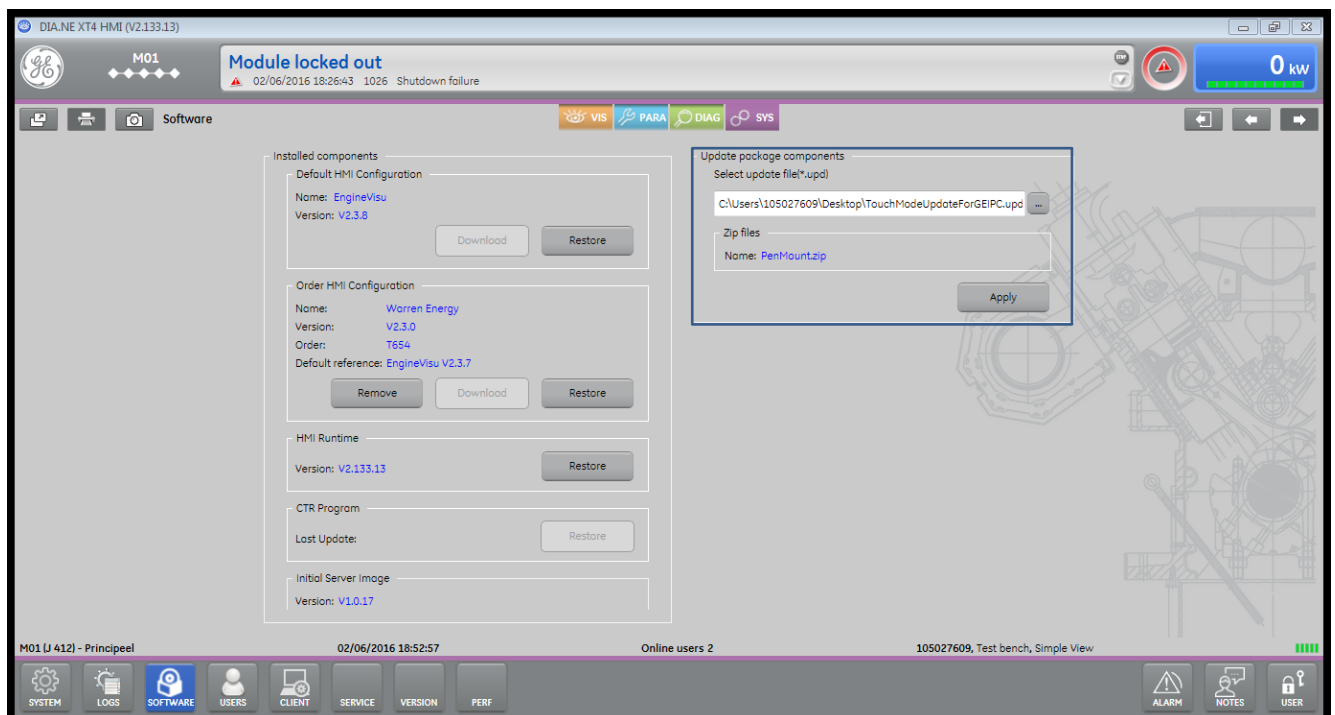 DIA.NE XT4 HMI (V2.133.13)
M01
Module locked out
02/06/2016 18:26:43 1026 Shutdown failure
0 kW
Software
VIS PARA DIAG SYS
Installed components
Default HMI Configuration
Name: EngineVisu
Version: V2.3.8
Download Restore
Order HMI Configuration
Name: Warren Energy
Version: V2.3.0
Order: T654
Default reference: EngineVisu V2.3.7
Remove Download Restore
HMI Runtime
Version: V2.133.13
Restore
CTR Program
Last Update:
Restore
Initial Server Image
Version: V1.0.17
Update package components
Select update file(*.upd)
C:\Users\105027609\Desktop\TouchModeUpdateForGEIPC.upd ...
Zip files
Name: PenMount.zip
Apply
M01 (J 412) - Principeel 02/06/2016 18:52:57 Online users 2 105027609, Test bench, Simple View
SYSTEM LOGS SOFTWARE USERS CLIENT SERVICE VERSION PERF ALARM NOTES USER